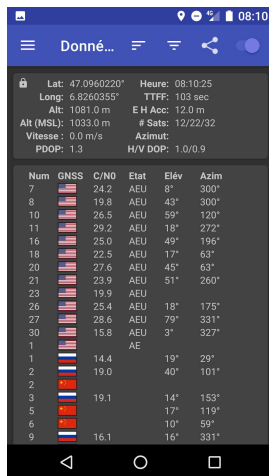 08:10
Donné...
Lat: 47.0960220° Heure: 08:10:25
Long: 6.8260355° TTFF: 103 sec
Alt: 1081.0 m E H Acc: 12.0 m
Alt (MSL): 1033.0 m # Sats: 12/22/32
Vitesse : 0.0 m/s Azimut:
PDOP: 1.3 H/V DOP: 1.0/0.9
Num GNSS C/N0 Etat Elév Azim
7 24.2 AEU 8° 300°
8 19.8 AEU 43° 300°
10 26.5 AEU 59° 120°
11 29.2 AEU 18° 272°
16 25.0 AEU 49° 196°
18 22.5 AEU 17° 63°
20 27.6 AEU 45° 63°
21 23.9 AEU 51° 260°
23 19.9 AEU
26 25.4 AEU 18° 175°
27 28.6 AEU 79° 331°
30 15.8 AEU 3° 327°
1 AE
1 14.4 19° 29°
2 19.0 40° 101°
2
3 19.1 14° 153°
5 17° 119°
6 10° 59°
9 16.1 16° 331°